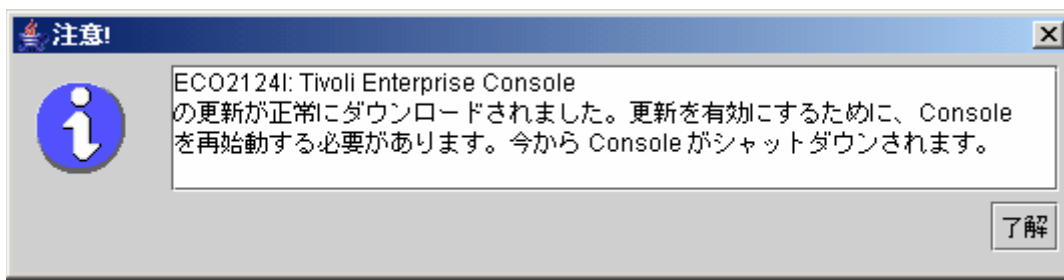 注意!
ECO2124I: Tivoli Enterprise Console
の更新が正常にダウンロードされました。更新を有効にするために、Console
を再始動する必要があります。今から Console がシャットダウンされます。
了解